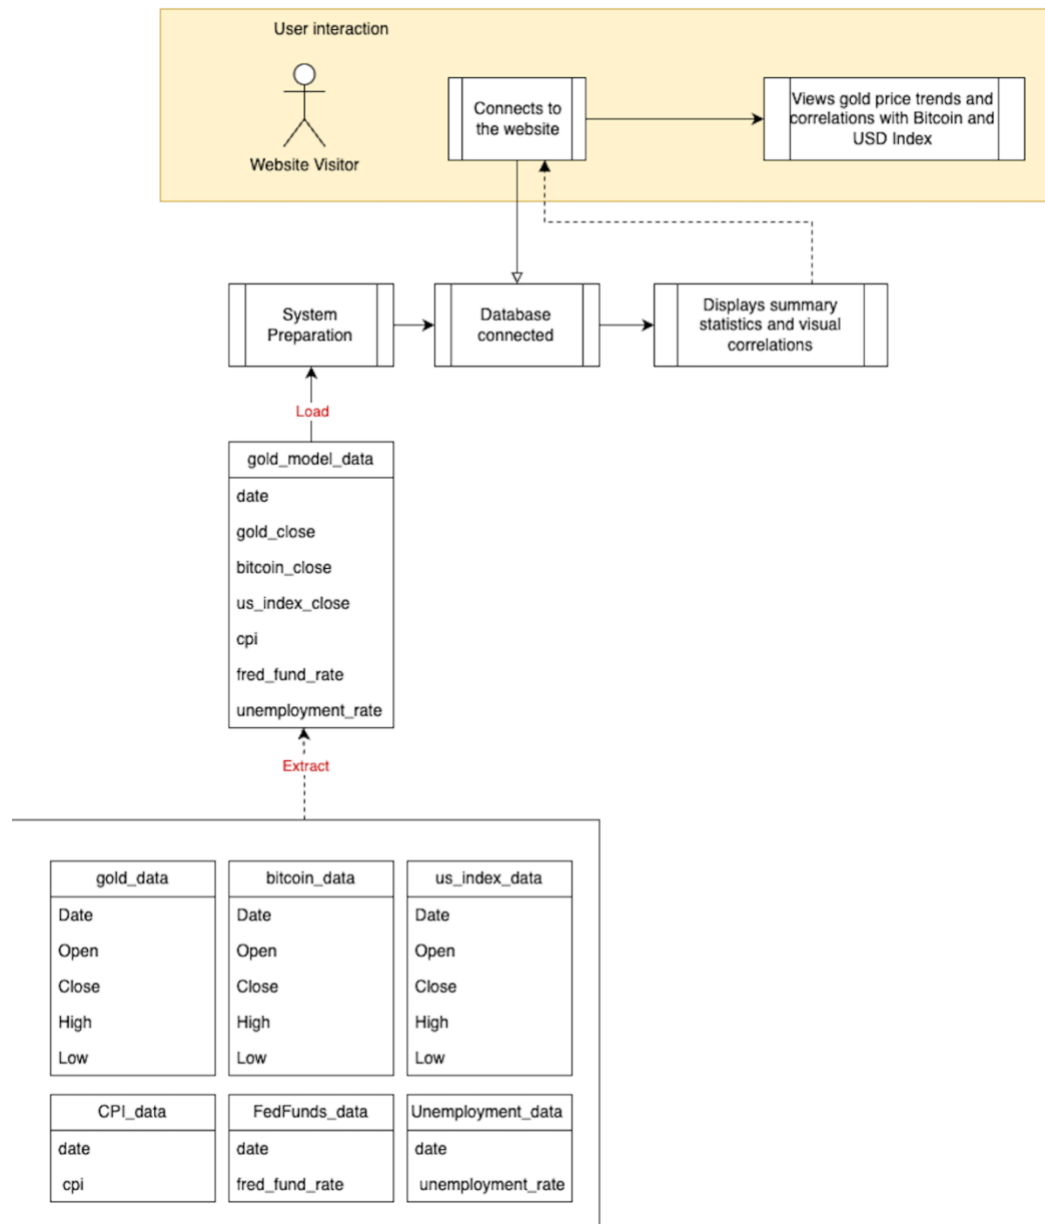 User interaction
Website Visitor
Connects to
the website
Views gold price trends and
correlations with Bitcoin and
USD Index
System
Preparation
Database
connected
Displays summary
statistics and visual
correlations
Load
gold_model_data
date
gold_close
bitcoin_close
us_index_close
cpi
fred_fund_rate
unemployment_rate
Extract
gold_data
Date
Open
Close
High
Low
bitcoin_data
Date
Open
Close
High
Low
us_index_data
Date
Open
Close
High
Low
CPI_data
date
cpi
FedFunds_data
date
fred_fund_rate
Unemployment_data
date
unemployment_rate